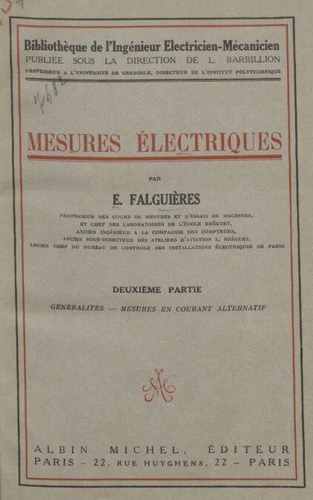 Bibliothèque de l'Ingénieur Electricien-Mécanicien
PUBLIÉE SOUS LA DIRECTION DE L. BARBILLION
PROFESSEUR A L'UNIVERSITÉ DE GRENOBLE, DIRECTEUR DE L'INSTITUT POLYTECHNIQUE
MESURES ÉLECTRIQUES
PAR
E. FALGUIÈRES
PROFESSEUR DES COURS DE MESURES ET D'ESSAIS DE MACHINES,
ET CHEF DES LABORATOIRES DE L'ÉCOLE BRÉGUET,
ANCIEN INGÉNIEUR A LA COMPAGNIE DES COMPTEURS,
ANCIEN SOUS-DIRECTEUR DES ATELIERS D'AVIATION L. BRÉGUET,
ANCIEN CHEF DU BUREAU DE CONTROLE DES INSTALLATIONS ÉLECTRIQUES DE PARIS
DEUXIÈME PARTIE
GÉNÉRALITÉS — MESURES EN COURANT ALTERNATIF
ALBIN MICHEL, ÉDITEUR
PARIS – 22, RUE HUYGHENS, 22 – PARIS